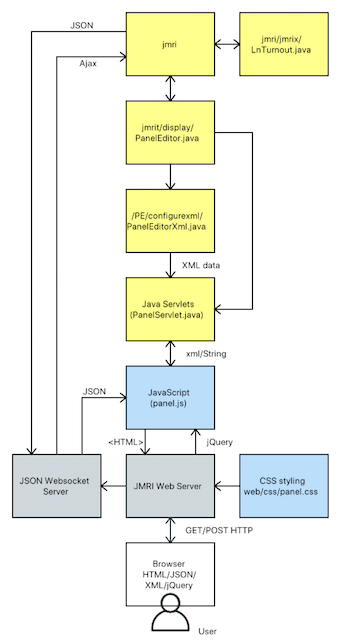 JSON
jmri
jmri/jmrix/
LnTurnout.java
Ajax
jmrit/display/
PanelEditor.java
/PE/configurexml/
PanelEditorXml.java
XML data
Java Servlets
(PanelServlet.java)
xml/String
JavaScript
(panel.js)
JSON
<HTML>
jQuery
JSON Websocket
Server
JMRI Web Server
CSS styling
web/css/panel.css
GET/POST HTTP
Browser
HTML/JSON/
XML/jQuery
User